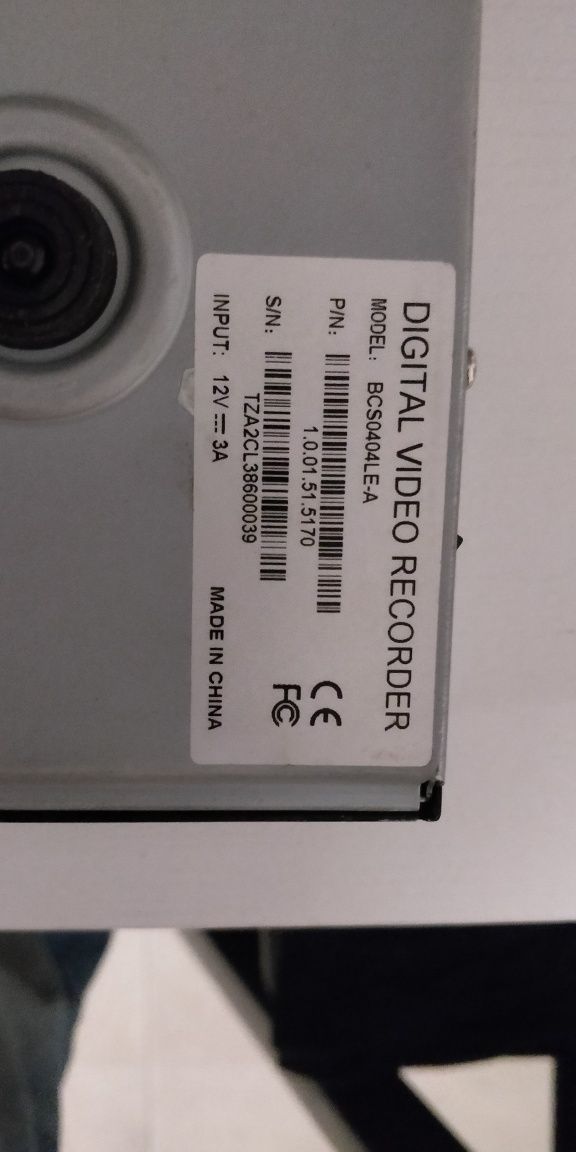 DIGITAL VIDEO RECORDER
MODEL: BCS0404LE-A
P/N:
1.0.01.51.5170
S/N:
TZA2CL38600039
CE
FC
INPUT: 12V ⎓ 3A
MADE IN CHINA